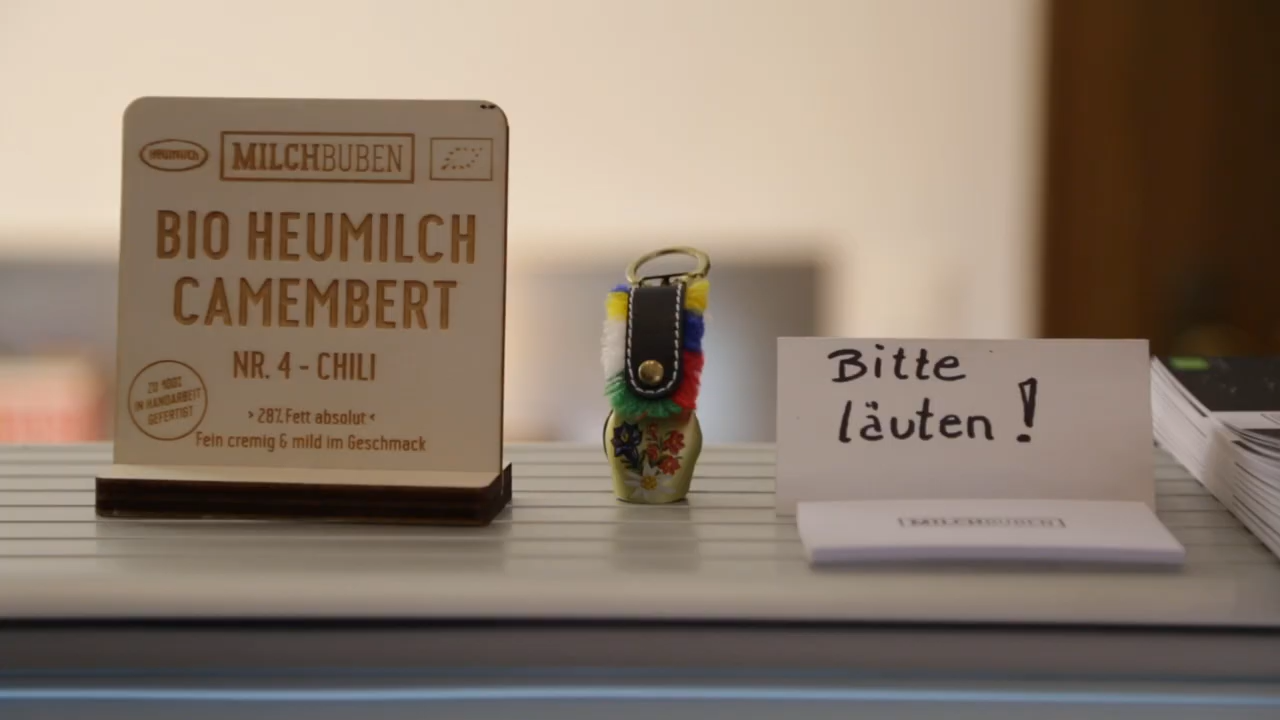 HEUMILCH
MILCHBUBEN
BIO HEUMILCH
CAMEMBERT
NR. 4 - CHILI
ZU 100%
IN HANDARBEIT
GEFERTIGT
> 28% Fett absolut <
Fein cremig & mild im Geschmack
Bitte
läuten!
MILCHBUBEN